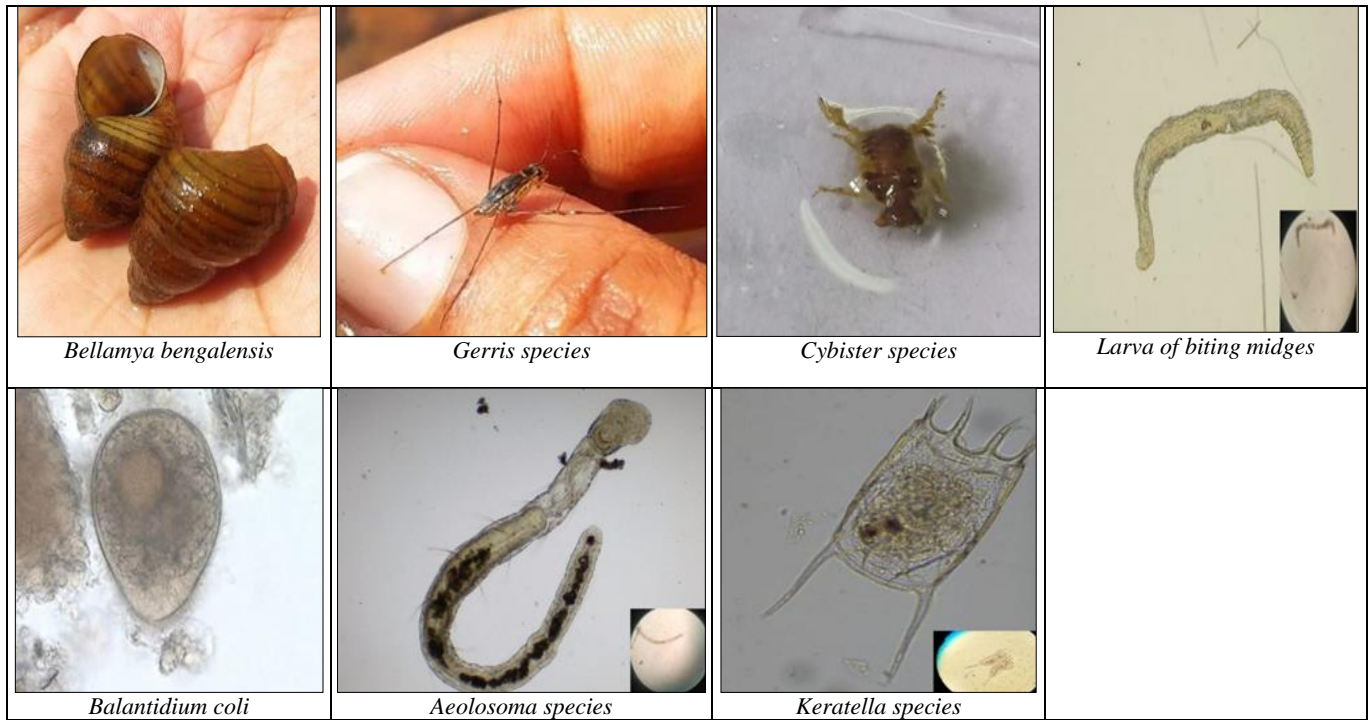 Bellamya bengalensis
Gerris species
Cybister species
Larva of biting midges
Balantidium coli
Aeolosoma species
Keratella species